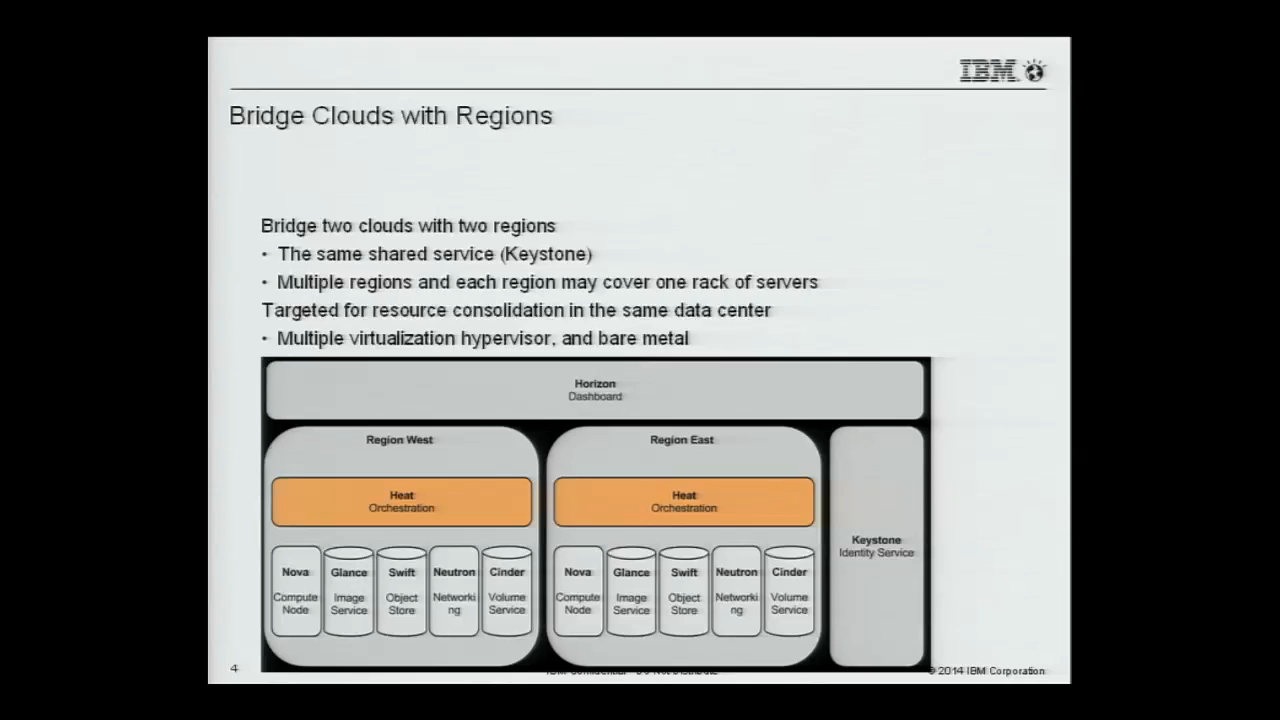 IBM
Bridge Clouds with Regions
Bridge two clouds with two regions
• The same shared service (Keystone)
• Multiple regions and each region may cover one rack of servers
Targeted for resource consolidation in the same data center
• Multiple virtualization hypervisor, and bare metal
Horizon
Dashboard
Region West
Heat
Orchestration
Nova
Compute
Node
Glance
Image
Service
Swift
Object
Store
Neutron
Networki
ng
Cinder
Volume
Service
Region East
Heat
Orchestration
Nova
Compute
Node
Glance
Image
Service
Swift
Object
Store
Neutron
Networki
ng
Cinder
Volume
Service
Keystone
Identity Service
4
© 2014 IBM Corporation